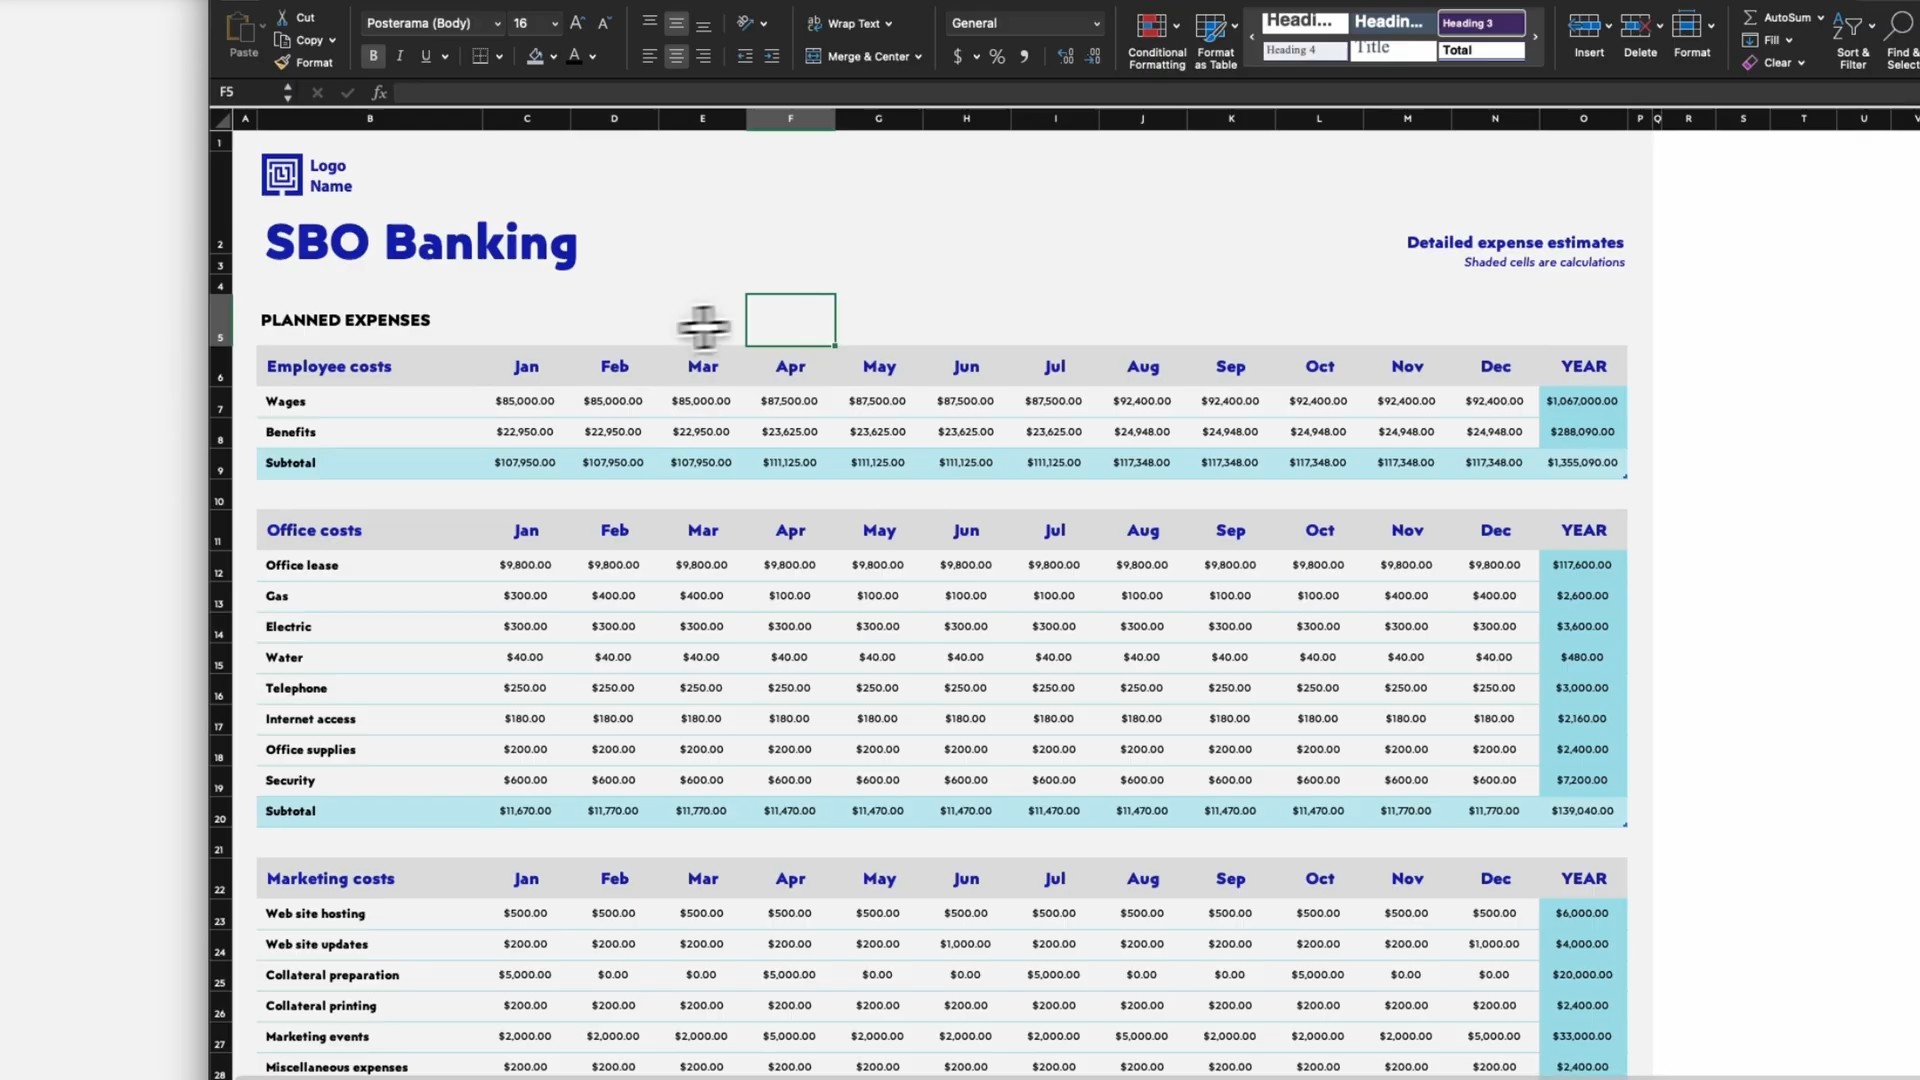 Cut
Copy
Format
Paste
Posterama (Body) 16
B I U A
Wrap Text
Merge & Center
General
$ % ,
Conditional Formatting
Format as Table
Headi... Headin... Heading 3
Heading 4 Title Total
Insert Delete Format
AutoSum
Fill
Clear
Sort & Filter
Find & Select
F5 fx
A B C D E F G H I J K L M N O P Q R S T U V
1
Logo
Name
2 SBO Banking Detailed expense estimates
3 Shaded cells are calculations
4
5 PLANNED EXPENSES
6 Employee costs Jan Feb Mar Apr May Jun Jul Aug Sep Oct Nov Dec YEAR
7 Wages $85,000.00 $85,000.00 $85,000.00 $87,500.00 $87,500.00 $87,500.00 $87,500.00 $92,400.00 $92,400.00 $92,400.00 $92,400.00 $92,400.00 $1,067,000.00
8 Benefits $22,950.00 $22,950.00 $22,950.00 $23,625.00 $23,625.00 $23,625.00 $23,625.00 $24,948.00 $24,948.00 $24,948.00 $24,948.00 $24,948.00 $288,090.00
9 Subtotal $107,950.00 $107,950.00 $107,950.00 $111,125.00 $111,125.00 $111,125.00 $111,125.00 $117,348.00 $117,348.00 $117,348.00 $117,348.00 $117,348.00 $1,355,090.00
10
11 Office costs Jan Feb Mar Apr May Jun Jul Aug Sep Oct Nov Dec YEAR
12 Office lease $9,800.00 $9,800.00 $9,800.00 $9,800.00 $9,800.00 $9,800.00 $9,800.00 $9,800.00 $9,800.00 $9,800.00 $9,800.00 $9,800.00 $117,600.00
13 Gas $300.00 $400.00 $400.00 $100.00 $100.00 $100.00 $100.00 $100.00 $100.00 $100.00 $400.00 $400.00 $2,600.00
14 Electric $300.00 $300.00 $300.00 $300.00 $300.00 $300.00 $300.00 $300.00 $300.00 $300.00 $300.00 $300.00 $3,600.00
15 Water $40.00 $40.00 $40.00 $40.00 $40.00 $40.00 $40.00 $40.00 $40.00 $40.00 $40.00 $40.00 $480.00
16 Telephone $250.00 $250.00 $250.00 $250.00 $250.00 $250.00 $250.00 $250.00 $250.00 $250.00 $250.00 $250.00 $3,000.00
17 Internet access $180.00 $180.00 $180.00 $180.00 $180.00 $180.00 $180.00 $180.00 $180.00 $180.00 $180.00 $180.00 $2,160.00
18 Office supplies $200.00 $200.00 $200.00 $200.00 $200.00 $200.00 $200.00 $200.00 $200.00 $200.00 $200.00 $200.00 $2,400.00
19 Security $600.00 $600.00 $600.00 $600.00 $600.00 $600.00 $600.00 $600.00 $600.00 $600.00 $600.00 $600.00 $7,200.00
20 Subtotal $11,670.00 $11,770.00 $11,770.00 $11,470.00 $11,470.00 $11,470.00 $11,470.00 $11,470.00 $11,470.00 $11,470.00 $11,770.00 $11,770.00 $139,040.00
21
22 Marketing costs Jan Feb Mar Apr May Jun Jul Aug Sep Oct Nov Dec YEAR
23 Web site hosting $500.00 $500.00 $500.00 $500.00 $500.00 $500.00 $500.00 $500.00 $500.00 $500.00 $500.00 $500.00 $6,000.00
24 Web site updates $200.00 $200.00 $200.00 $200.00 $200.00 $1,000.00 $200.00 $200.00 $200.00 $200.00 $200.00 $1,000.00 $4,000.00
25 Collateral preparation $5,000.00 $0.00 $0.00 $5,000.00 $0.00 $0.00 $5,000.00 $0.00 $0.00 $5,000.00 $0.00 $0.00 $20,000.00
26 Collateral printing $200.00 $200.00 $200.00 $200.00 $200.00 $200.00 $200.00 $200.00 $200.00 $200.00 $200.00 $200.00 $2,400.00
27 Marketing events $2,000.00 $2,000.00 $2,000.00 $5,000.00 $2,000.00 $2,000.00 $2,000.00 $5,000.00 $2,000.00 $2,000.00 $2,000.00 $5,000.00 $33,000.00
28 Miscellaneous expenses $200.00 $200.00 $200.00 $200.00 $200.00 $200.00 $200.00 $200.00 $200.00 $200.00 $200.00 $200.00 $2,400.00